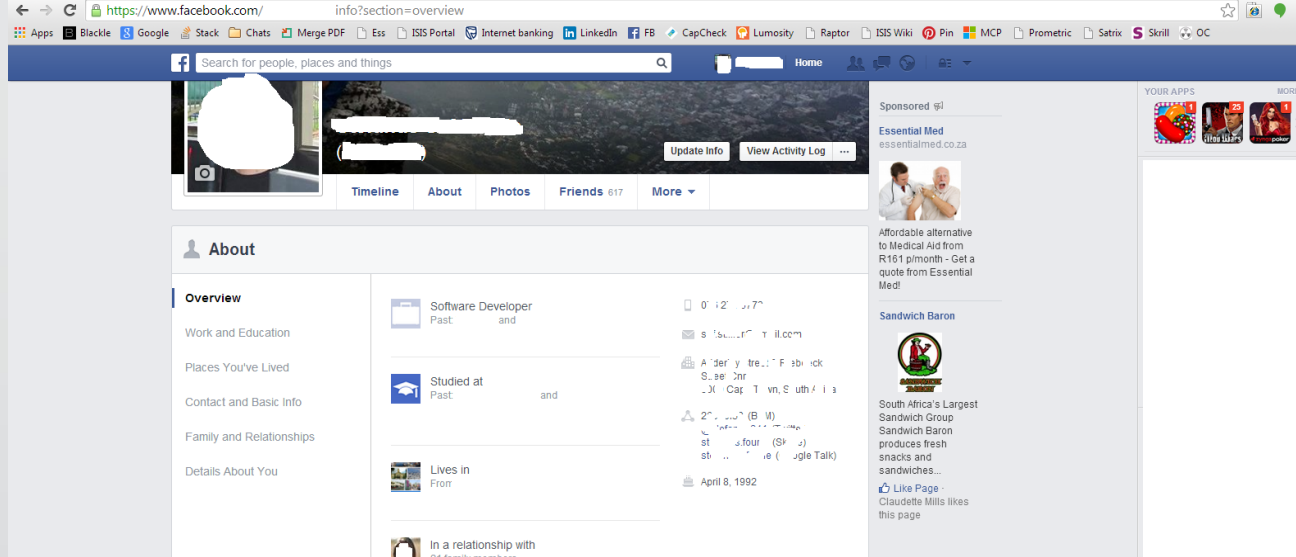 https://www.facebook.com/ info?section=overview
Apps Blackle Google Stack Chats Merge PDF Ess ISIS Portal Internet banking LinkedIn FB CapCheck Lumosity Raptor ISIS Wiki Pin MCP Prometric Satrix Skrill OC
Search for people, places and things
Home
Update Info View Activity Log ...
Timeline About Photos Friends 617 More
About
Overview
Work and Education
Places You've Lived
Contact and Basic Info
Family and Relationships
Details About You
Software Developer
Past: and
Studied at
Past: and
Lives in
From
In a relationship with
April 8, 1992
Sponsored
Essential Med
essentialmed.co.za
Affordable alternative
to Medical Aid from
R161 p/month - Get a
quote from Essential
Med!
Sandwich Baron
South Africa's Largest
Sandwich Group
Sandwich Baron
produces fresh
snacks and
sandwiches...
Like Page ·
Claudette Mills likes
this page
YOUR APPS MORE
1 25 1